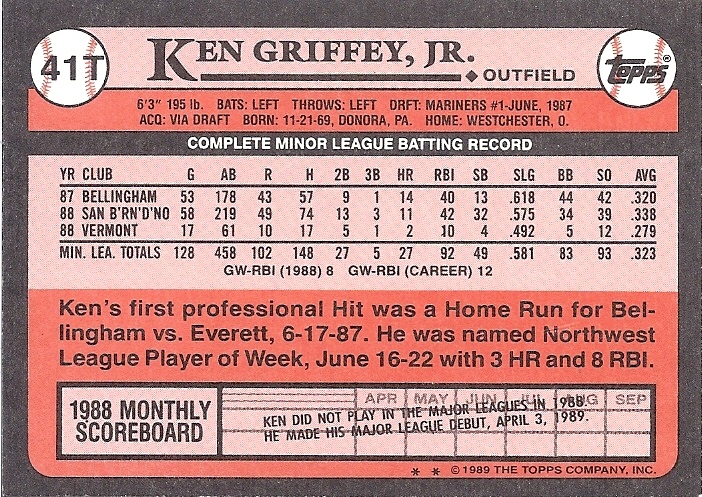 41T
KEN GRIFFEY, JR.
OUTFIELD
topps®
6'3" 195 lb. BATS: LEFT THROWS: LEFT DRFT: MARINERS #1-JUNE, 1987
ACQ: VIA DRAFT BORN: 11-21-69, DONORA, PA. HOME: WESTCHESTER, O.
COMPLETE MINOR LEAGUE BATTING RECORD
YR CLUB G AB R H 2B 3B HR RBI SB SLG BB SO AVG
87 BELLINGHAM 53 178 43 57 9 1 14 40 13 .618 44 42 .320
88 SAN B'RN'D'NO 58 219 49 74 13 3 11 42 32 .575 34 39 .338
88 VERMONT 17 61 10 17 5 1 2 10 4 .492 5 12 .279
MIN. LEA. TOTALS 128 458 102 148 27 5 27 92 49 .581 83 93 .323
GW-RBI (1988) 8 GW-RBI (CAREER) 12
Ken's first professional Hit was a Home Run for Bel-
lingham vs. Everett, 6-17-87. He was named Northwest
League Player of Week, June 16-22 with 3 HR and 8 RBI.
1988 MONTHLY
SCOREBOARD
APR MAY JUN JUL AUG SEP
KEN DID NOT PLAY IN THE MAJOR LEAGUES IN 1988.
HE MADE HIS MAJOR LEAGUE DEBUT, APRIL 3, 1989.
* * © 1989 THE TOPPS COMPANY, INC.